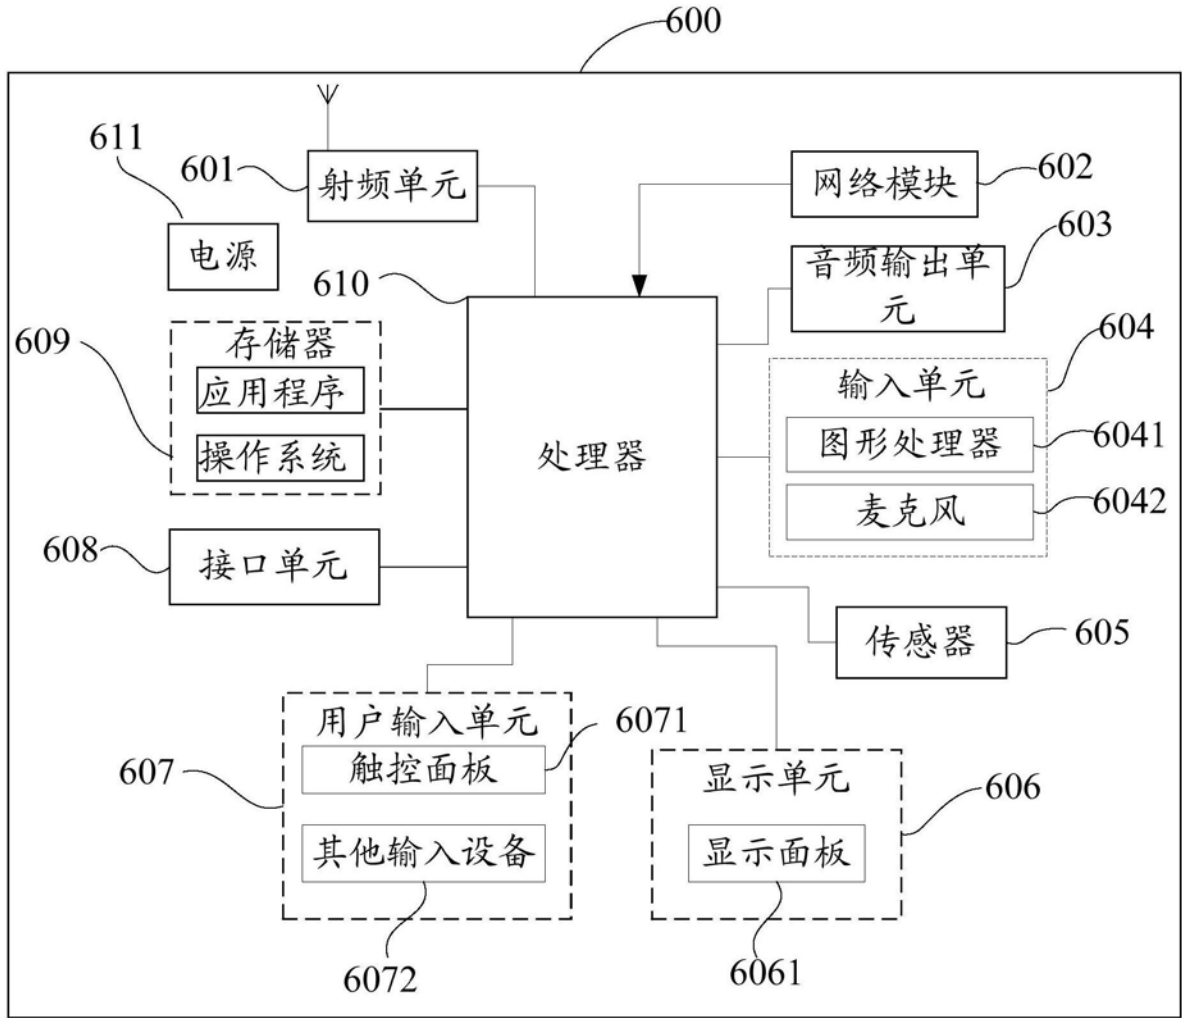 600
611
601
射频单元
网络模块
602
电源
610
音频输出单
元
603
609
存储器
应用程序
操作系统
处理器
604
输入单元
图形处理器
6041
麦克风
6042
608
接口单元
传感器
605
607
用户输入单元
6071
触控面板
其他输入设备
6072
显示单元
606
显示面板
6061